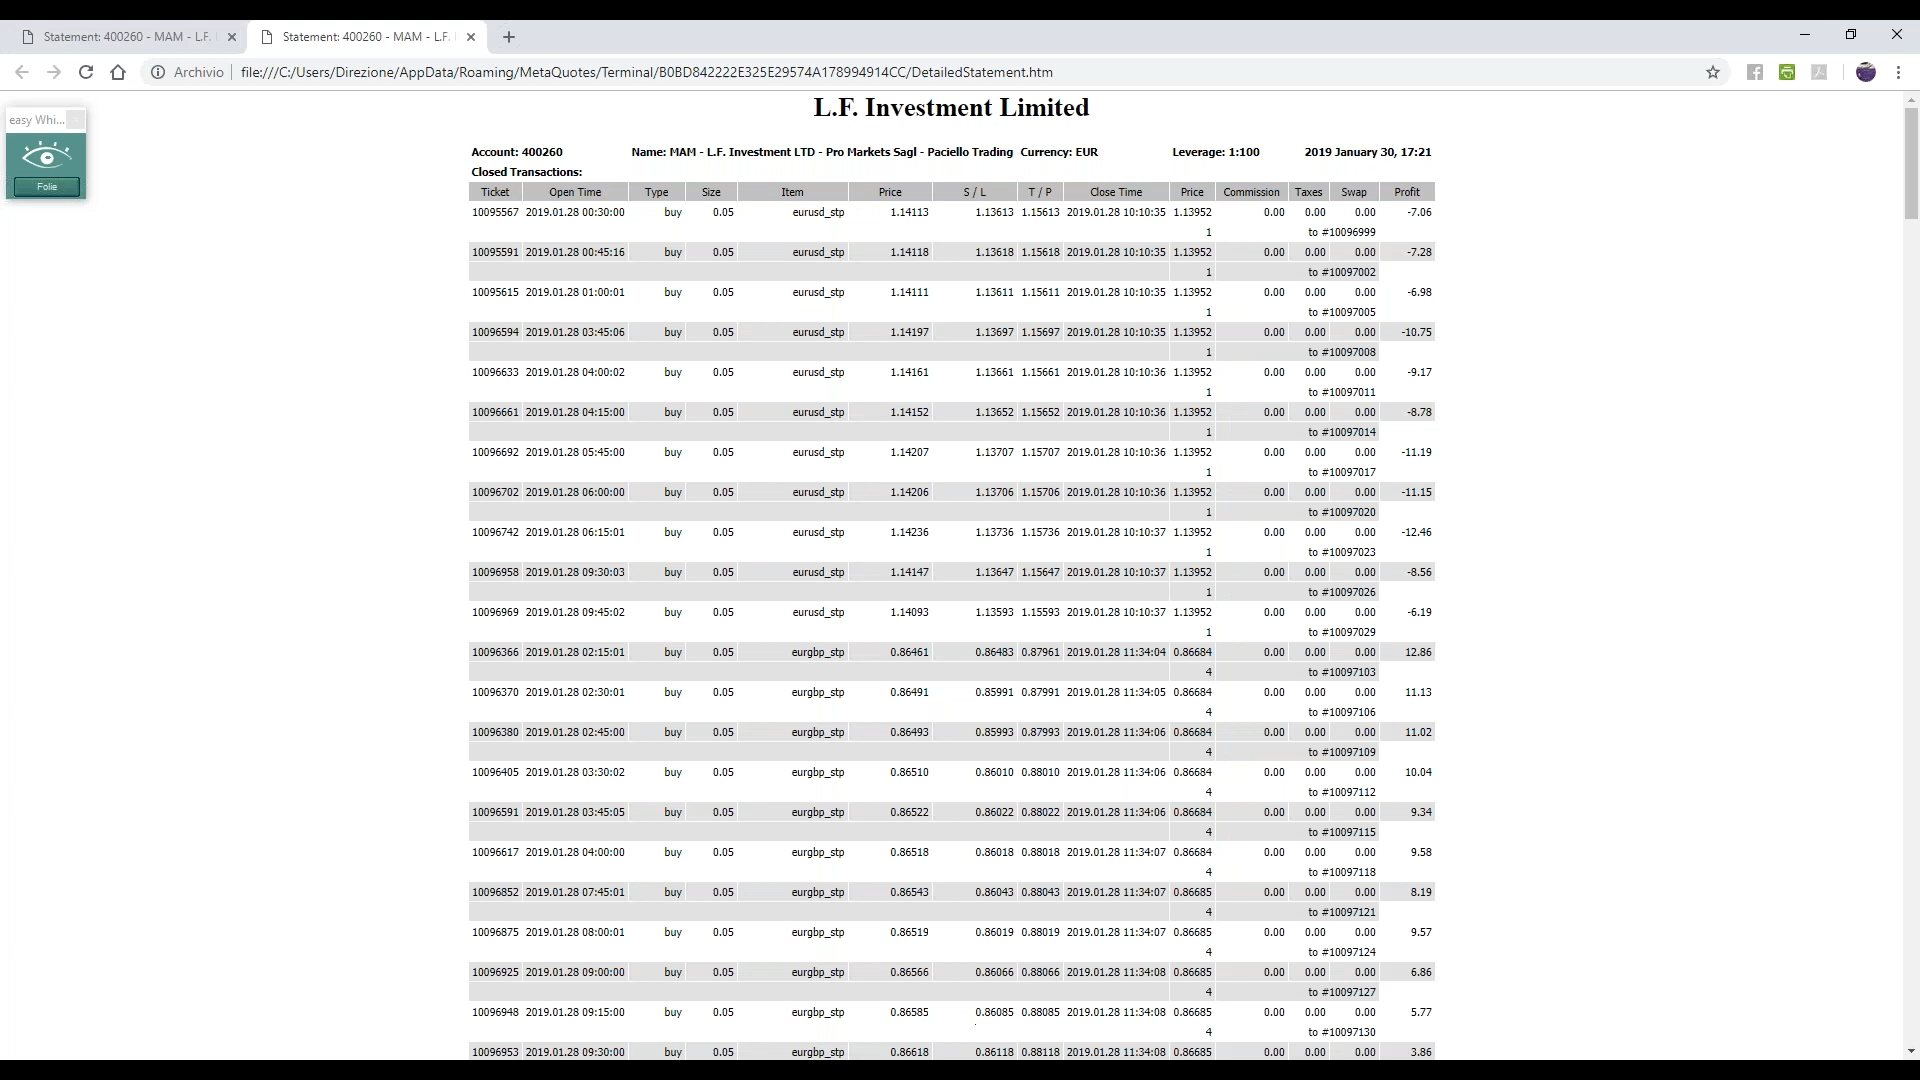 Statement: 400260 - MAM - L.F.
Statement: 400260 - MAM - L.F.
Archivio file:///C:/Users/Direzione/AppData/Roaming/MetaQuotes/Terminal/B0BD842222E325E29574A178994914CC/DetailedStatement.htm
easy Whi...
Folie
L.F. Investment Limited
Account: 400260 Name: MAM - L.F. Investment LTD - Pro Markets Sagl - Paciello Trading Currency: EUR Leverage: 1:100 2019 January 30, 17:21
Closed Transactions:
Ticket Open Time Type Size Item Price S / L T / P Close Time Price Commission Taxes Swap Profit
10095567 2019.01.28 00:30:00 buy 0.05 eurusd_stp 1.14113 1.13613 1.15613 2019.01.28 10:10:35 1.13952 0.00 0.00 0.00 -7.06
1 to #10096999
10095591 2019.01.28 00:45:16 buy 0.05 eurusd_stp 1.14118 1.13618 1.15618 2019.01.28 10:10:35 1.13952 0.00 0.00 0.00 -7.28
1 to #10097002
10095615 2019.01.28 01:00:01 buy 0.05 eurusd_stp 1.14111 1.13611 1.15611 2019.01.28 10:10:35 1.13952 0.00 0.00 0.00 -6.98
1 to #10097005
10096594 2019.01.28 03:45:06 buy 0.05 eurusd_stp 1.14197 1.13697 1.15697 2019.01.28 10:10:35 1.13952 0.00 0.00 0.00 -10.75
1 to #10097008
10096633 2019.01.28 04:00:02 buy 0.05 eurusd_stp 1.14161 1.13661 1.15661 2019.01.28 10:10:36 1.13952 0.00 0.00 0.00 -9.17
1 to #10097011
10096661 2019.01.28 04:15:00 buy 0.05 eurusd_stp 1.14152 1.13652 1.15652 2019.01.28 10:10:36 1.13952 0.00 0.00 0.00 -8.78
1 to #10097014
10096692 2019.01.28 05:45:00 buy 0.05 eurusd_stp 1.14207 1.13707 1.15707 2019.01.28 10:10:36 1.13952 0.00 0.00 0.00 -11.19
1 to #10097017
10096702 2019.01.28 06:00:00 buy 0.05 eurusd_stp 1.14206 1.13706 1.15706 2019.01.28 10:10:36 1.13952 0.00 0.00 0.00 -11.15
1 to #10097020
10096742 2019.01.28 06:15:01 buy 0.05 eurusd_stp 1.14236 1.13736 1.15736 2019.01.28 10:10:37 1.13952 0.00 0.00 0.00 -12.46
1 to #10097023
10096958 2019.01.28 09:30:03 buy 0.05 eurusd_stp 1.14147 1.13647 1.15647 2019.01.28 10:10:37 1.13952 0.00 0.00 0.00 -8.56
1 to #10097026
10096969 2019.01.28 09:45:02 buy 0.05 eurusd_stp 1.14093 1.13593 1.15593 2019.01.28 10:10:37 1.13952 0.00 0.00 0.00 -6.19
1 to #10097029
10096366 2019.01.28 02:15:01 buy 0.05 eurgbp_stp 0.86461 0.86483 0.87961 2019.01.28 11:34:04 0.86684 0.00 0.00 0.00 12.86
4 to #10097103
10096370 2019.01.28 02:30:01 buy 0.05 eurgbp_stp 0.86491 0.85991 0.87991 2019.01.28 11:34:05 0.86684 0.00 0.00 0.00 11.13
4 to #10097106
10096380 2019.01.28 02:45:00 buy 0.05 eurgbp_stp 0.86493 0.85993 0.87993 2019.01.28 11:34:06 0.86684 0.00 0.00 0.00 11.02
4 to #10097109
10096405 2019.01.28 03:30:02 buy 0.05 eurgbp_stp 0.86510 0.86010 0.88010 2019.01.28 11:34:06 0.86684 0.00 0.00 0.00 10.04
4 to #10097112
10096591 2019.01.28 03:45:05 buy 0.05 eurgbp_stp 0.86522 0.86022 0.88022 2019.01.28 11:34:06 0.86684 0.00 0.00 0.00 9.34
4 to #10097115
10096617 2019.01.28 04:00:00 buy 0.05 eurgbp_stp 0.86518 0.86018 0.88018 2019.01.28 11:34:07 0.86684 0.00 0.00 0.00 9.58
4 to #10097118
10096852 2019.01.28 07:45:01 buy 0.05 eurgbp_stp 0.86543 0.86043 0.88043 2019.01.28 11:34:07 0.86685 0.00 0.00 0.00 8.19
4 to #10097121
10096875 2019.01.28 08:00:01 buy 0.05 eurgbp_stp 0.86519 0.86019 0.88019 2019.01.28 11:34:07 0.86685 0.00 0.00 0.00 9.57
4 to #10097124
10096925 2019.01.28 09:00:00 buy 0.05 eurgbp_stp 0.86566 0.86066 0.88066 2019.01.28 11:34:08 0.86685 0.00 0.00 0.00 6.86
4 to #10097127
10096948 2019.01.28 09:15:00 buy 0.05 eurgbp_stp 0.86585 0.86085 0.88085 2019.01.28 11:34:08 0.86685 0.00 0.00 0.00 5.77
4 to #10097130
10096953 2019.01.28 09:30:00 buy 0.05 eurgbp_stp 0.86618 0.86118 0.88118 2019.01.28 11:34:08 0.86685 0.00 0.00 0.00 3.86